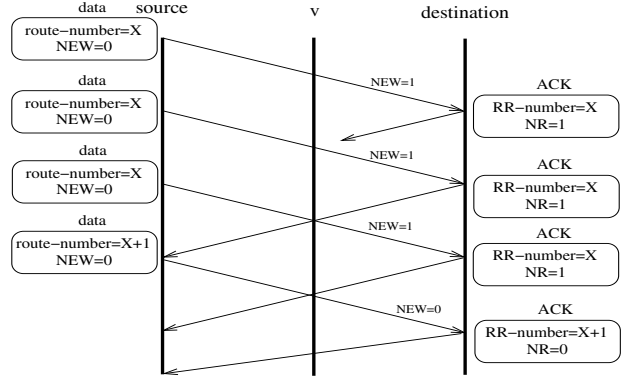 source
v
destination
data
route−number=X
NEW=0
NEW=1
ACK
RR−number=X
NR=1
data
route−number=X
NEW=0
NEW=1
ACK
RR−number=X
NR=1
data
route−number=X
NEW=0
NEW=1
ACK
RR−number=X
NR=1
data
route−number=X+1
NEW=0
NEW=0
ACK
RR−number=X+1
NR=0